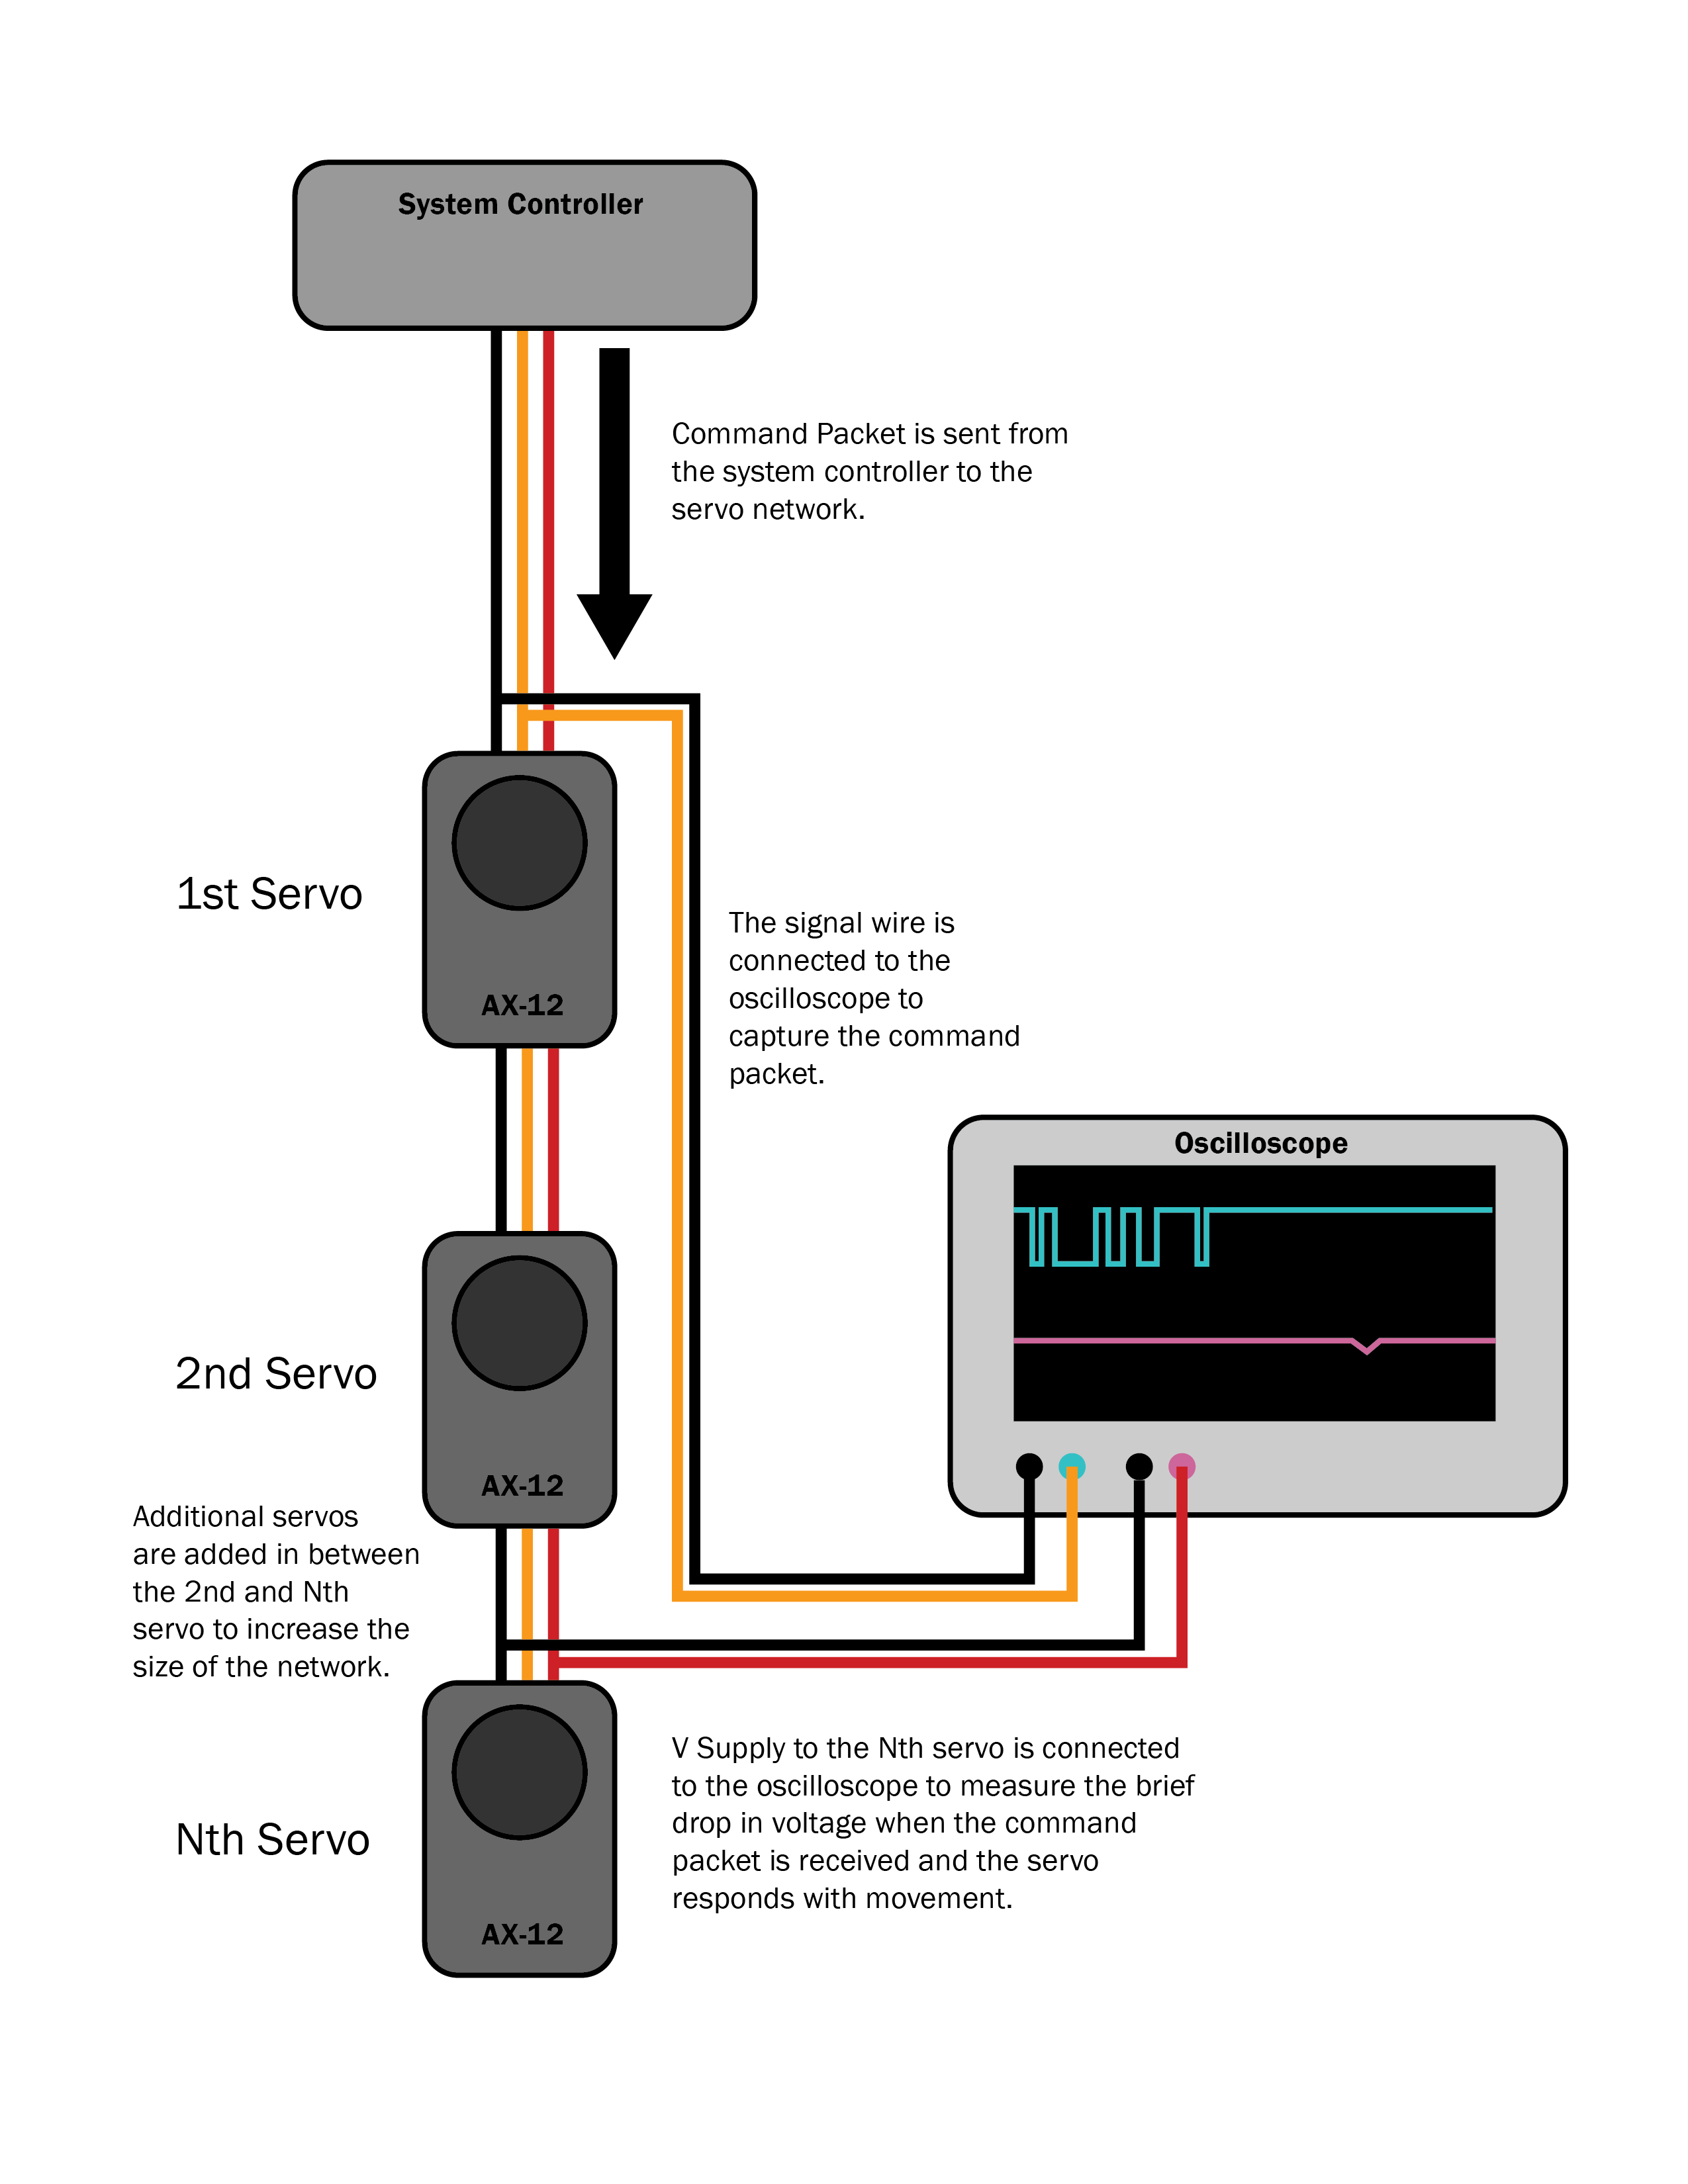 System Controller
Command Packet is sent from
the system controller to the
servo network.
1st Servo
AX-12
The signal wire is
connected to the
oscilloscope to
capture the command
packet.
Oscilloscope
2nd Servo
AX-12
Additional servos
are added in between
the 2nd and Nth
servo to increase the
size of the network.
V Supply to the Nth servo is connected
to the oscilloscope to measure the brief
drop in voltage when the command
packet is received and the servo
responds with movement.
Nth Servo
AX-12